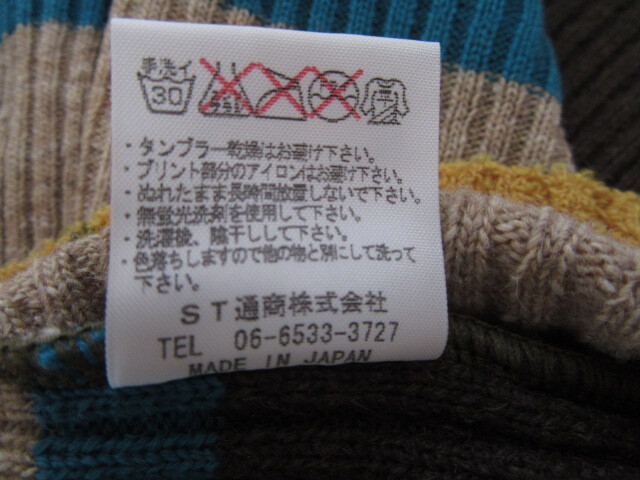 手洗イ
30
エンソ
サラシ
・タンブラー乾燥はお避け下さい。
・プリント部分のアイロンはお避け下さい。
・ぬれたまま長時間放置しないで下さい。
・無蛍光洗剤を使用して下さい。
・洗濯後、陰干しして下さい。
・色落ちしますので他の物と別にして洗って
下さい。
ST通商株式会社
TEL 06-6533-3727
MADE IN JAPAN